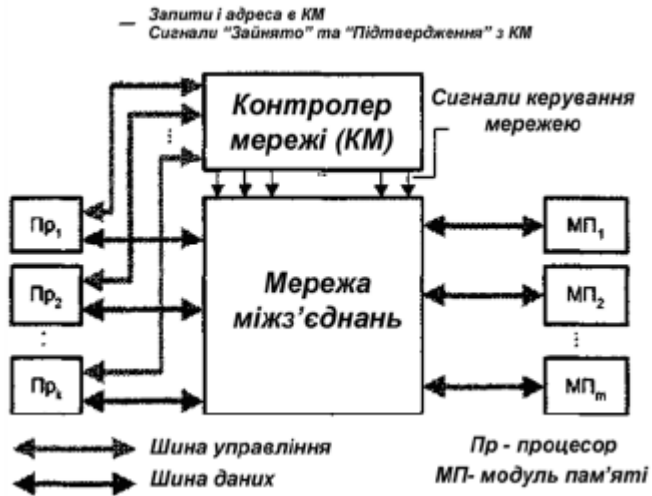 Запити і адреса в КМ
Сигнали “Зайнято” та “Підтвердження” з КМ
Контролер
мережі (КМ)
Сигнали керування
мережею
Пр1
Пр2
Прk
Мережа
міжз’єднань
МП1
МП2
МПm
Шина управління
Шина даних
Пр - процесор
МП- модуль пам’яті